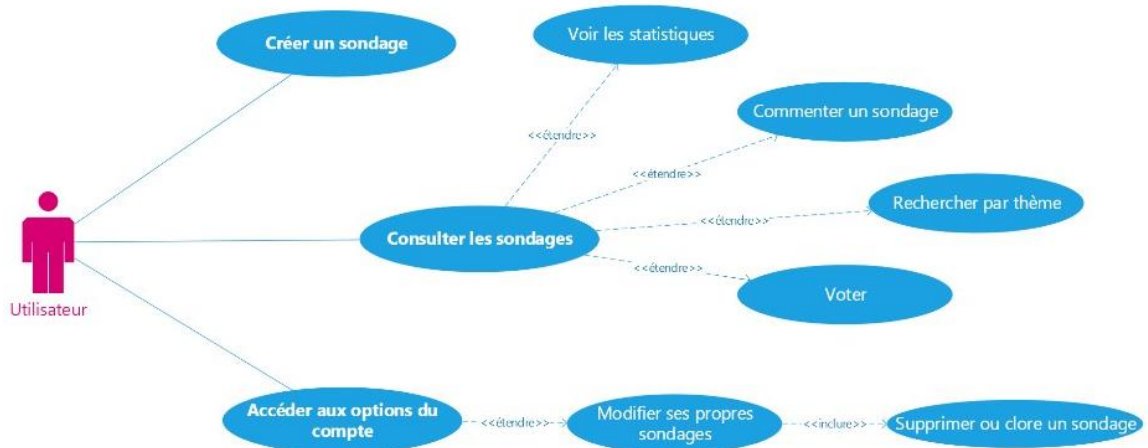 Créer un sondage
Voir les statistiques
<<étendre>>
Commenter un sondage
<<étendre>>
Rechercher par thème
<<étendre>>
Consulter les sondages
<<étendre>>
Voter
Utilisateur
Accéder aux options du
compte
<<étendre>>
Modifier ses propres
sondages
<<inclure>>
Supprimer ou clore un sondage